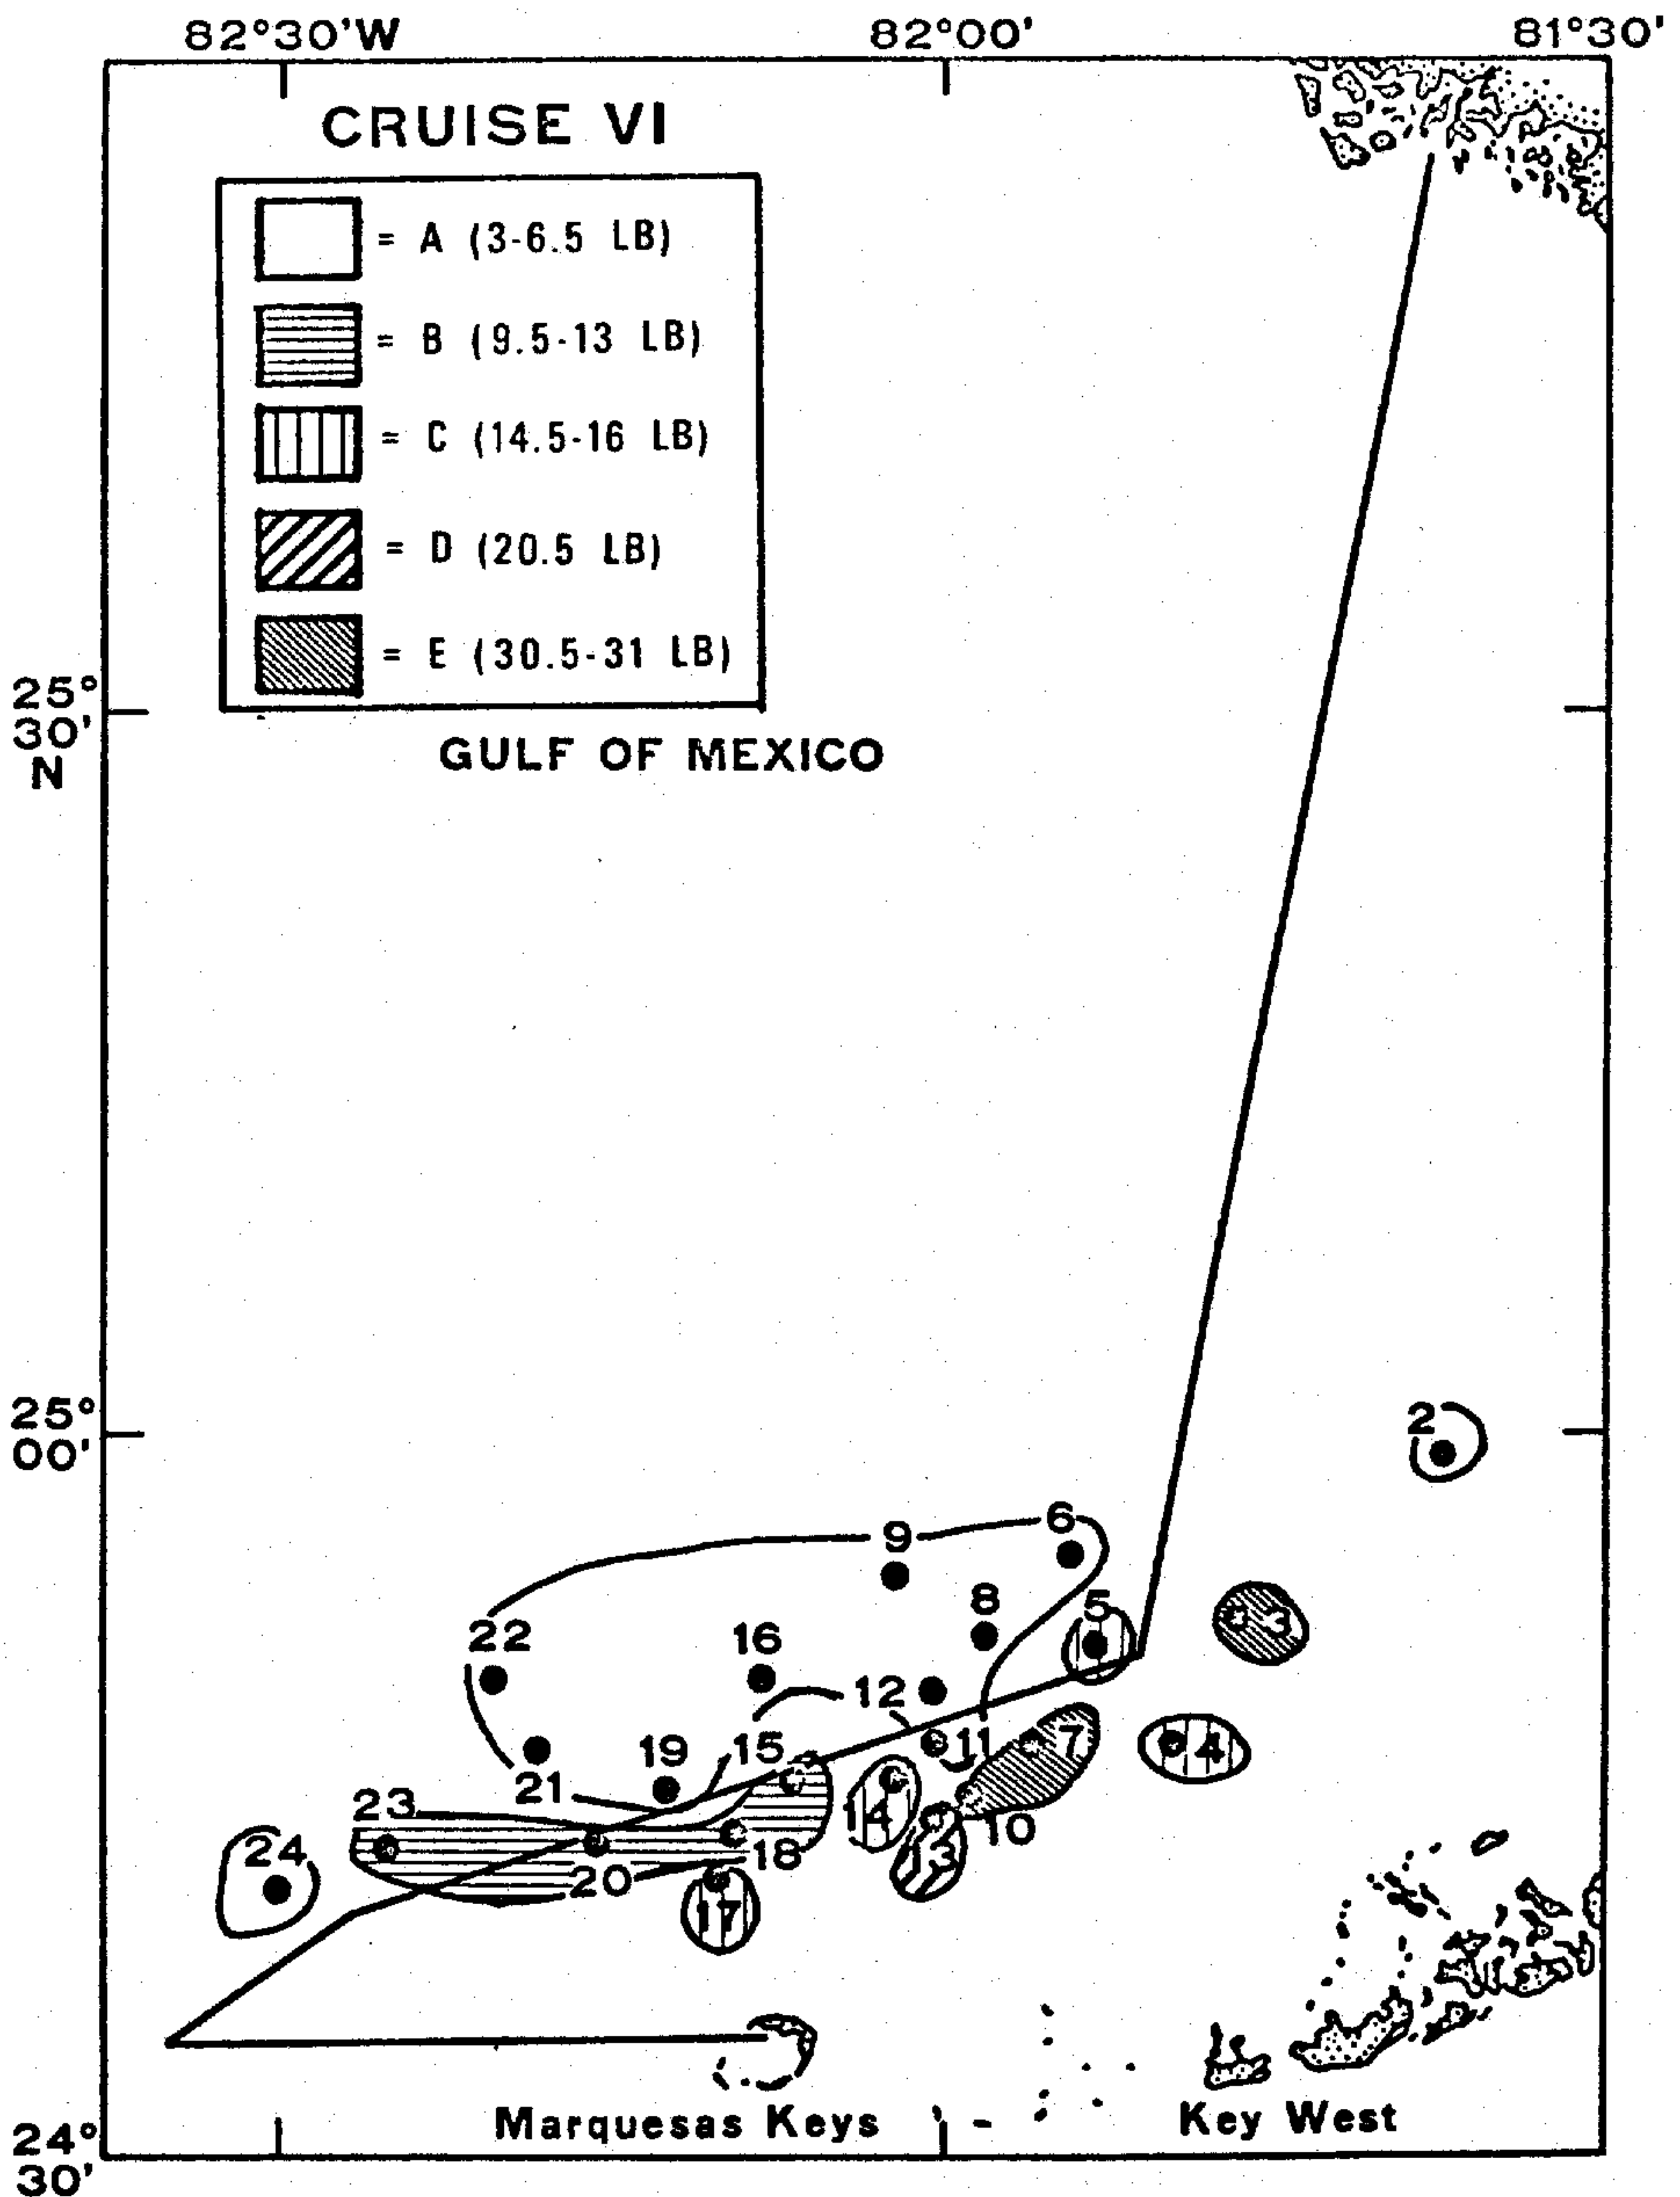 82°30'W 82°00' 81°30'
CRUISE VI
= A (3-6.5 LB)
= B (9.5-13 LB)
= C (14.5-16 LB)
= D (20.5 LB)
= E (30.5-31 LB)
25°
30'
N
GULF OF MEXICO
25°
00'
2
6
9
8
5
3
22
16
12
11
7
4
19
15
21
23
14
10
13
18
24
20
17
Marquesas Keys
Key West
24°
30'